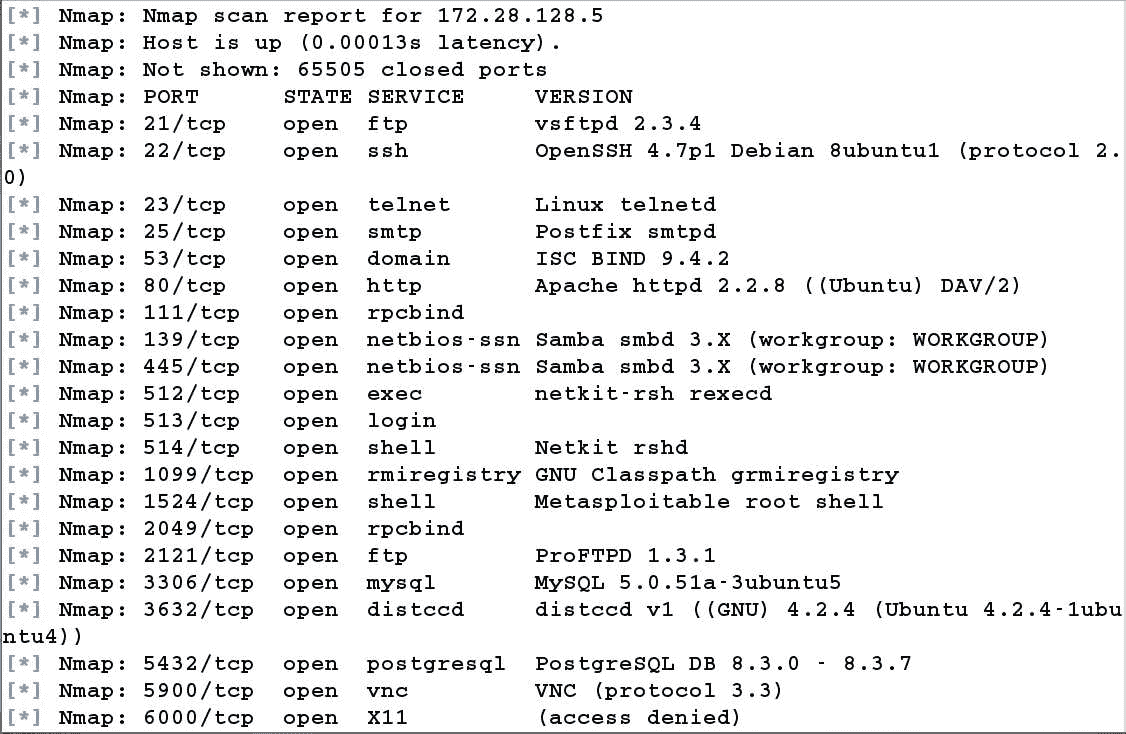 [*] Nmap: Nmap scan report for 172.28.128.5
[*] Nmap: Host is up (0.00013s latency).
[*] Nmap: Not shown: 65505 closed ports
[*] Nmap: PORT      STATE SERVICE     VERSION
[*] Nmap: 21/tcp    open  ftp         vsftpd 2.3.4
[*] Nmap: 22/tcp    open  ssh         OpenSSH 4.7p1 Debian 8ubuntu1 (protocol 2.
0)
[*] Nmap: 23/tcp    open  telnet      Linux telnetd
[*] Nmap: 25/tcp    open  smtp        Postfix smtpd
[*] Nmap: 53/tcp    open  domain      ISC BIND 9.4.2
[*] Nmap: 80/tcp    open  http        Apache httpd 2.2.8 ((Ubuntu) DAV/2)
[*] Nmap: 111/tcp   open  rpcbind
[*] Nmap: 139/tcp   open  netbios-ssn Samba smbd 3.X (workgroup: WORKGROUP)
[*] Nmap: 445/tcp   open  netbios-ssn Samba smbd 3.X (workgroup: WORKGROUP)
[*] Nmap: 512/tcp   open  exec        netkit-rsh rexecd
[*] Nmap: 513/tcp   open  login
[*] Nmap: 514/tcp   open  shell       Netkit rshd
[*] Nmap: 1099/tcp  open  rmiregistry GNU Classpath grmiregistry
[*] Nmap: 1524/tcp  open  shell       Metasploitable root shell
[*] Nmap: 2049/tcp  open  rpcbind
[*] Nmap: 2121/tcp  open  ftp         ProFTPD 1.3.1
[*] Nmap: 3306/tcp  open  mysql       MySQL 5.0.51a-3ubuntu5
[*] Nmap: 3632/tcp  open  distccd     distccd v1 ((GNU) 4.2.4 (Ubuntu 4.2.4-1ubu
ntu4))
[*] Nmap: 5432/tcp  open  postgresql  PostgreSQL DB 8.3.0 - 8.3.7
[*] Nmap: 5900/tcp  open  vnc         VNC (protocol 3.3)
[*] Nmap: 6000/tcp  open  X11         (access denied)